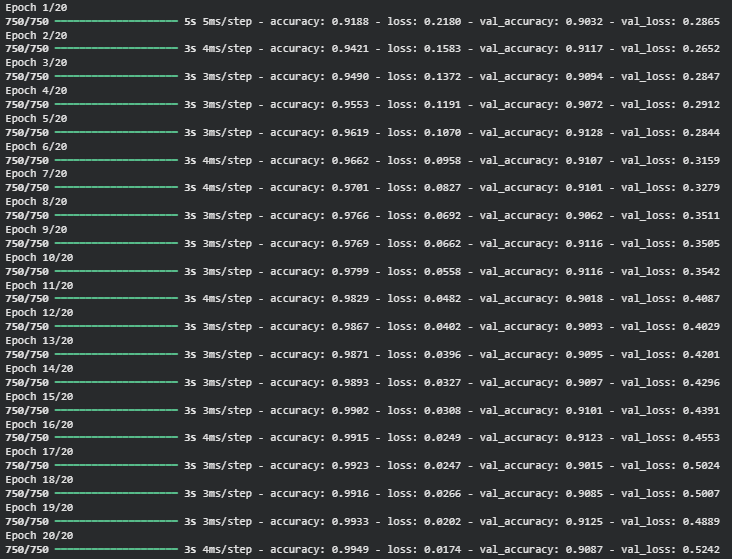 Epoch 1/20
750/750 ━━━━━━━━━━━━━━━━━━━━ 5s 5ms/step - accuracy: 0.9188 - loss: 0.2180 - val_accuracy: 0.9032 - val_loss: 0.2865
Epoch 2/20
750/750 ━━━━━━━━━━━━━━━━━━━━ 3s 4ms/step - accuracy: 0.9421 - loss: 0.1583 - val_accuracy: 0.9117 - val_loss: 0.2652
Epoch 3/20
750/750 ━━━━━━━━━━━━━━━━━━━━ 3s 3ms/step - accuracy: 0.9490 - loss: 0.1372 - val_accuracy: 0.9094 - val_loss: 0.2847
Epoch 4/20
750/750 ━━━━━━━━━━━━━━━━━━━━ 3s 3ms/step - accuracy: 0.9553 - loss: 0.1191 - val_accuracy: 0.9072 - val_loss: 0.2912
Epoch 5/20
750/750 ━━━━━━━━━━━━━━━━━━━━ 3s 3ms/step - accuracy: 0.9619 - loss: 0.1070 - val_accuracy: 0.9128 - val_loss: 0.2844
Epoch 6/20
750/750 ━━━━━━━━━━━━━━━━━━━━ 3s 4ms/step - accuracy: 0.9662 - loss: 0.0958 - val_accuracy: 0.9107 - val_loss: 0.3159
Epoch 7/20
750/750 ━━━━━━━━━━━━━━━━━━━━ 3s 4ms/step - accuracy: 0.9701 - loss: 0.0827 - val_accuracy: 0.9101 - val_loss: 0.3279
Epoch 8/20
750/750 ━━━━━━━━━━━━━━━━━━━━ 3s 3ms/step - accuracy: 0.9766 - loss: 0.0692 - val_accuracy: 0.9062 - val_loss: 0.3511
Epoch 9/20
750/750 ━━━━━━━━━━━━━━━━━━━━ 3s 3ms/step - accuracy: 0.9769 - loss: 0.0662 - val_accuracy: 0.9116 - val_loss: 0.3505
Epoch 10/20
750/750 ━━━━━━━━━━━━━━━━━━━━ 3s 3ms/step - accuracy: 0.9799 - loss: 0.0558 - val_accuracy: 0.9116 - val_loss: 0.3542
Epoch 11/20
750/750 ━━━━━━━━━━━━━━━━━━━━ 3s 4ms/step - accuracy: 0.9829 - loss: 0.0482 - val_accuracy: 0.9018 - val_loss: 0.4087
Epoch 12/20
750/750 ━━━━━━━━━━━━━━━━━━━━ 3s 3ms/step - accuracy: 0.9867 - loss: 0.0402 - val_accuracy: 0.9093 - val_loss: 0.4029
Epoch 13/20
750/750 ━━━━━━━━━━━━━━━━━━━━ 3s 3ms/step - accuracy: 0.9871 - loss: 0.0396 - val_accuracy: 0.9095 - val_loss: 0.4201
Epoch 14/20
750/750 ━━━━━━━━━━━━━━━━━━━━ 3s 3ms/step - accuracy: 0.9893 - loss: 0.0327 - val_accuracy: 0.9097 - val_loss: 0.4296
Epoch 15/20
750/750 ━━━━━━━━━━━━━━━━━━━━ 3s 3ms/step - accuracy: 0.9902 - loss: 0.0308 - val_accuracy: 0.9101 - val_loss: 0.4391
Epoch 16/20
750/750 ━━━━━━━━━━━━━━━━━━━━ 3s 4ms/step - accuracy: 0.9915 - loss: 0.0249 - val_accuracy: 0.9123 - val_loss: 0.4553
Epoch 17/20
750/750 ━━━━━━━━━━━━━━━━━━━━ 3s 3ms/step - accuracy: 0.9923 - loss: 0.0247 - val_accuracy: 0.9015 - val_loss: 0.5024
Epoch 18/20
750/750 ━━━━━━━━━━━━━━━━━━━━ 3s 3ms/step - accuracy: 0.9916 - loss: 0.0266 - val_accuracy: 0.9085 - val_loss: 0.5007
Epoch 19/20
750/750 ━━━━━━━━━━━━━━━━━━━━ 3s 3ms/step - accuracy: 0.9933 - loss: 0.0202 - val_accuracy: 0.9125 - val_loss: 0.4889
Epoch 20/20
750/750 ━━━━━━━━━━━━━━━━━━━━ 3s 4ms/step - accuracy: 0.9949 - loss: 0.0174 - val_accuracy: 0.9087 - val_loss: 0.5242